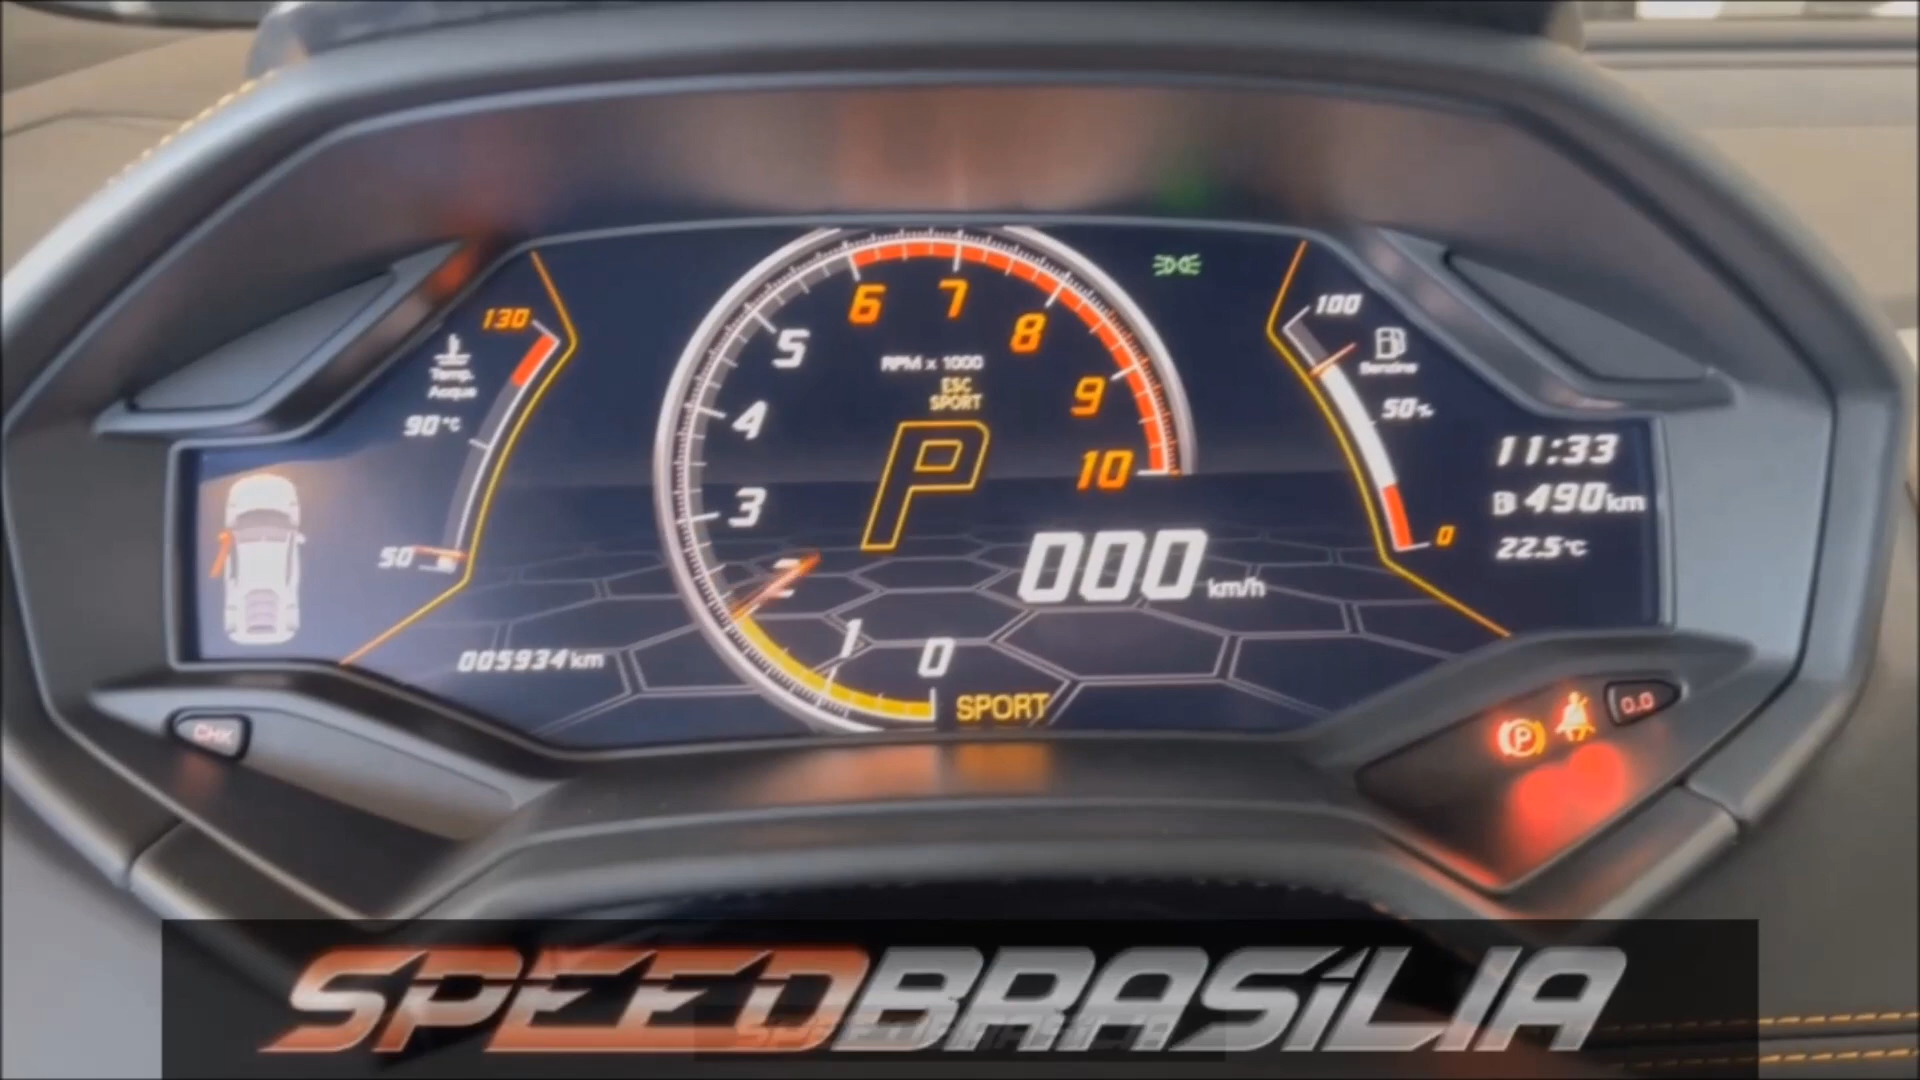 130
Temp.
Acqua
90 °C
50
005934 km
0
1
2
3
4
5
6
7
8
9
10
RPM x 1000
ESC
SPORT
P
000 km/h
SPORT
100
Benzina
50%
0
11:33
490 km
22.5 °C
CHK
P
0.0
SPEEDBRASÍLIA
SPEEDBRASÍLIA